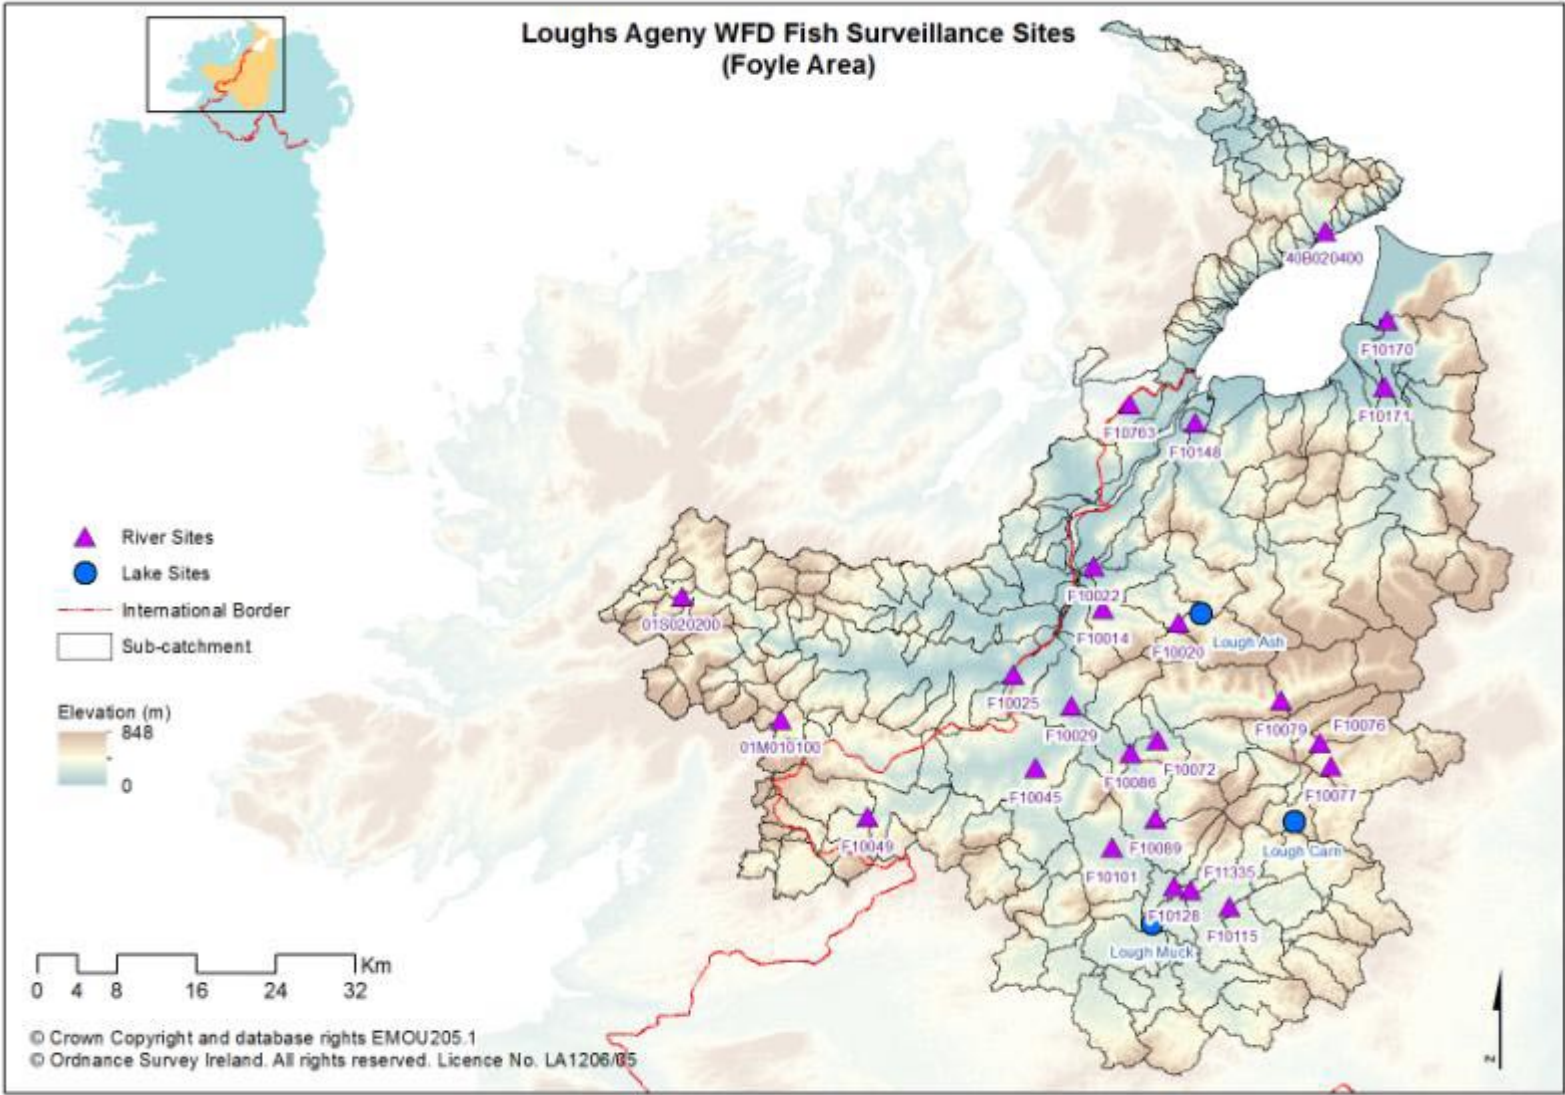 Loughs Ageny WFD Fish Surveillance Sites
(Foyle Area)
40B020400
F10170
F10171
F10763
F10148
River Sites
Lake Sites
International Border
Sub-catchment
F10022
01S020200
F10014
F10020
Lough Ash
Elevation (m)
848
0
F10025
F10029
F10079
F10076
01M010100
F10072
F10086
F10045
F10077
F10049
F10089
Lough Carn
F10101
F11335
F10128
F10115
Lough Muck
Km
0 4 8 16 24 32
© Crown Copyright and database rights EMOU205.1
© Ordnance Survey Ireland. All rights reserved. Licence No. LA1206/05
N